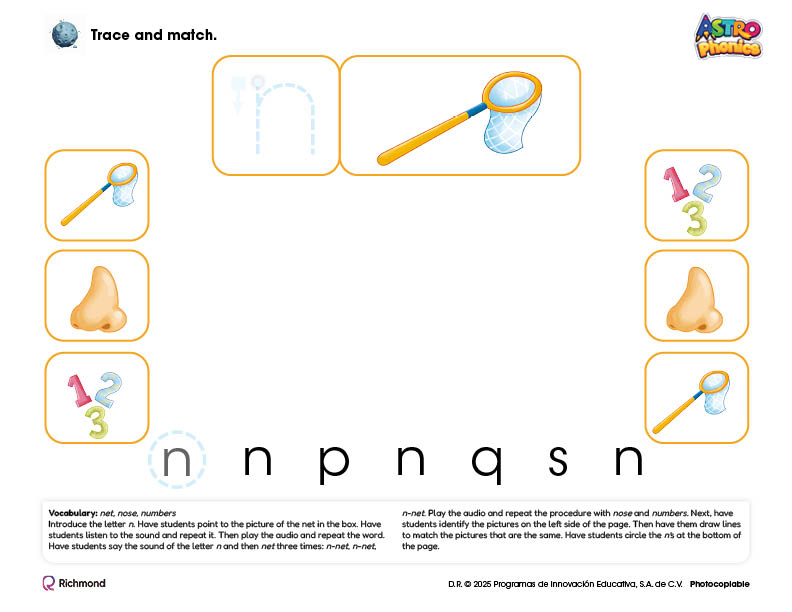 Trace and match.
ASTRO
Phonics
n
1 2
3
1 2
3
n n p n q s n
Vocabulary: net, nose, numbers
Introduce the letter n. Have students point to the picture of the net in the box. Have
students listen to the sound and repeat it. Then play the audio and repeat the word.
Have students say the sound of the letter n and then net three times: n-net, n-net,
n-net. Play the audio and repeat the procedure with nose and numbers. Next, have
students identify the pictures on the left side of the page. Then have them draw lines
to match the pictures that are the same. Have students circle the n's at the bottom of
the page.
Richmond
D.R. © 2025 Programas de Innovación Educativa, S.A. de C.V. Photocopiable